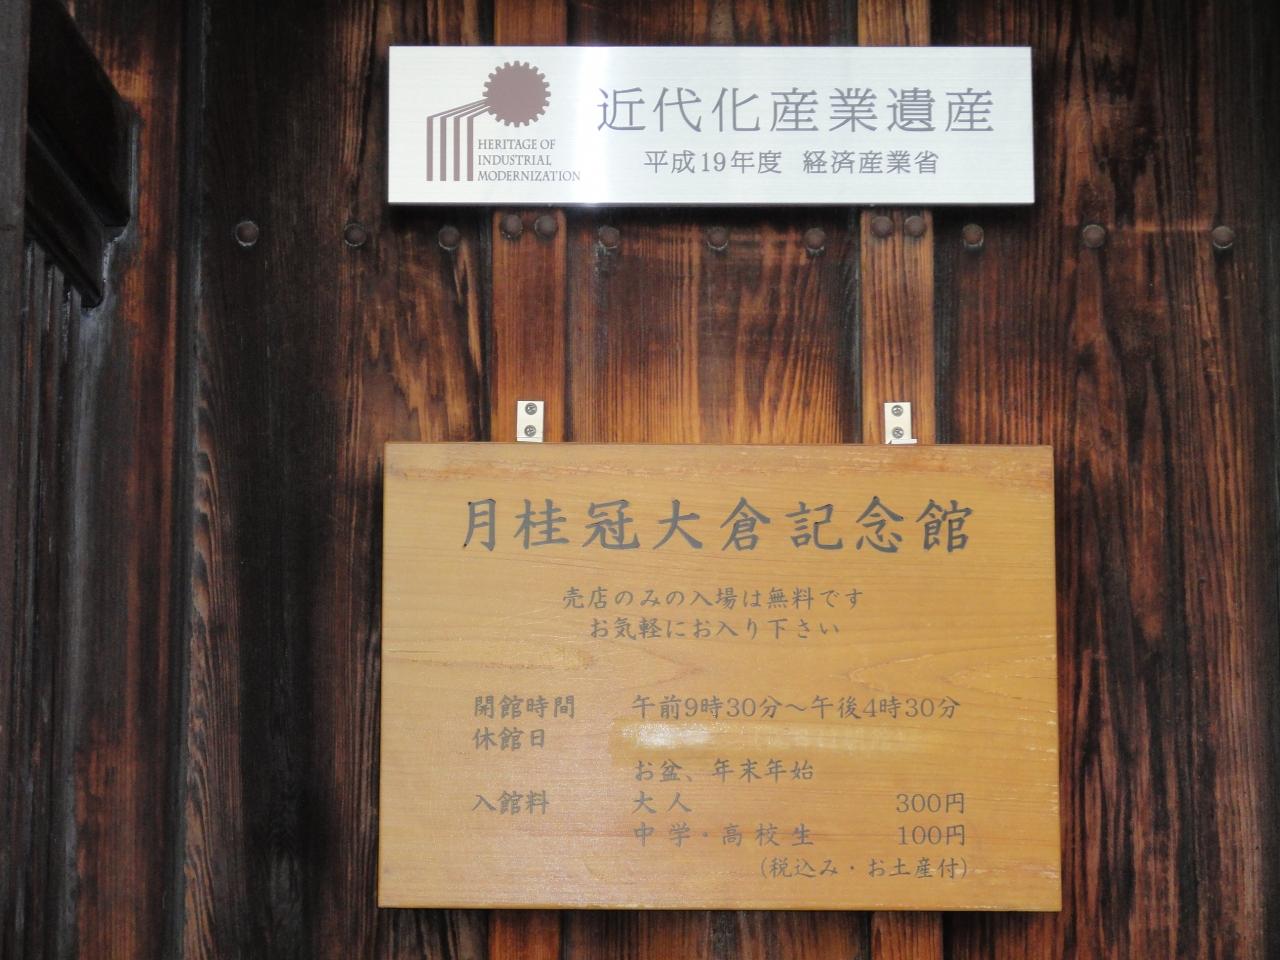 近代化産業遺産
HERITAGE OF
INDUSTRIAL
MODERNIZATION
平成19年度 経済産業省
月桂冠大倉記念館
売店のみの入場は無料です
お気軽にお入り下さい
開館時間 午前9時30分〜午後4時30分
休館日
お盆、年末年始
入館料 大人 300円
中学・高校生 100円
(税込み・お土産付)